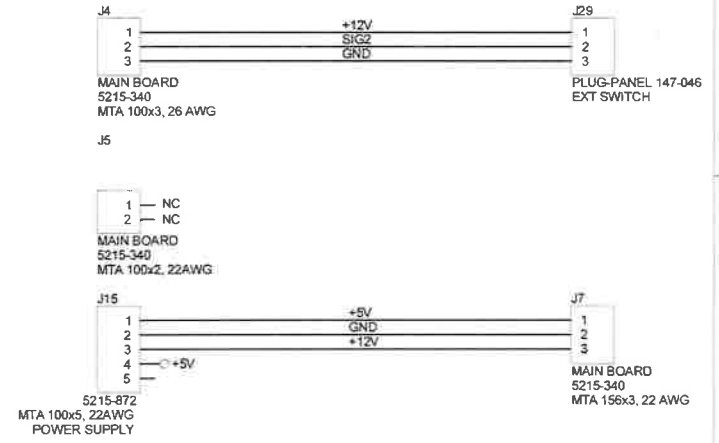 J4
J29
1 +12V 1
2 SIG2 2
3 GND 3
MAIN BOARD
5215-340
MTA 100x3, 26 AWG
PLUG-PANEL 147-046
EXT SWITCH
J5
1 NC
2 NC
MAIN BOARD
5215-340
MTA 100x2, 22AWG
J15
J7
1 +5V 1
2 GND 2
3 +12V 3
4 +5V
5
MAIN BOARD
5215-340
MTA 156x3, 22 AWG
5215-872
MTA 100x5, 22AWG
POWER SUPPLY